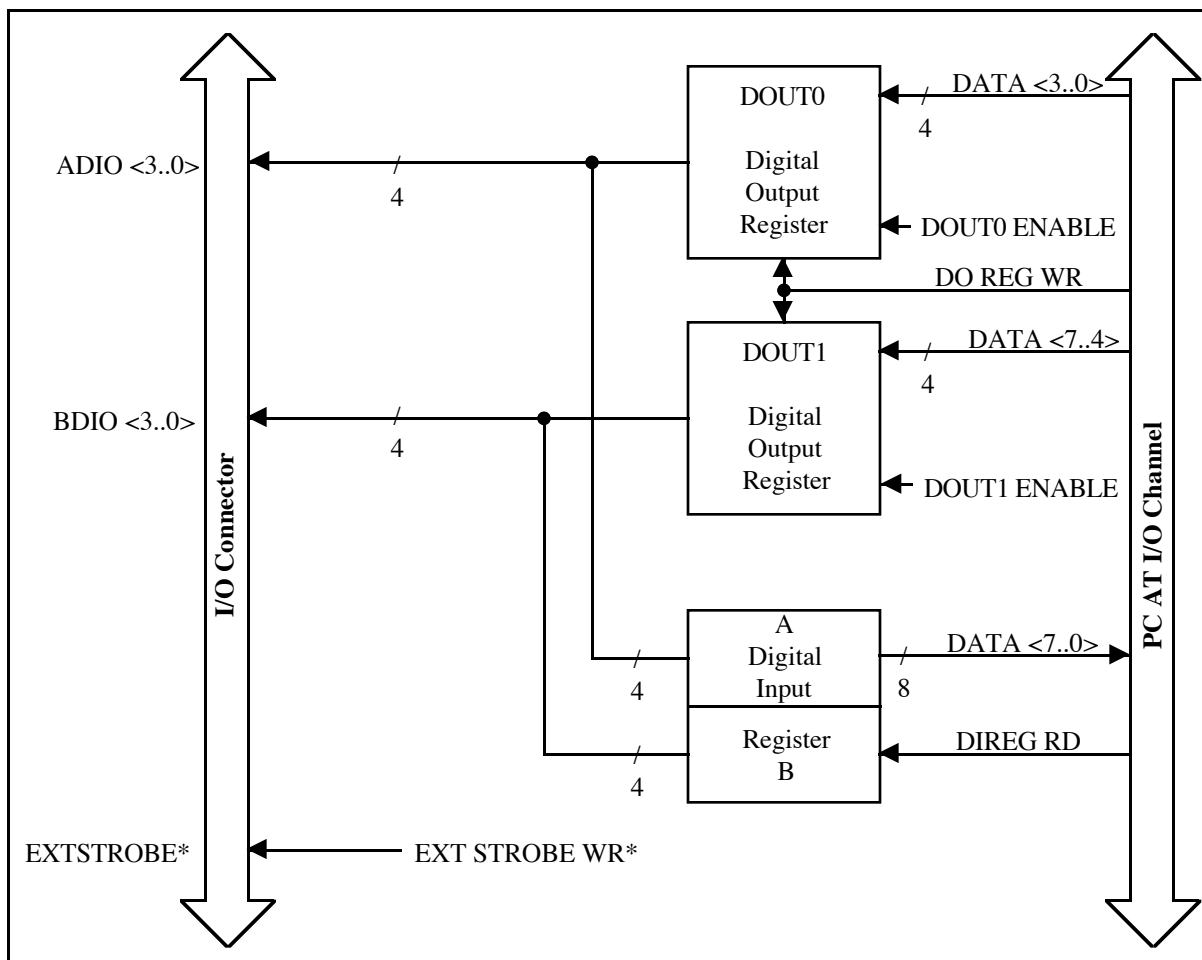 DOUT0
Digital
Output
Register
DATA <3..0>
4
DOUT0 ENABLE
ADIO <3..0>
4
DO REG WR
DOUT1
Digital
Output
Register
DATA <7..4>
4
DOUT1 ENABLE
BDIO <3..0>
4
I/O Connector
PC AT I/O Channel
A
Digital
Input
4
DATA <7..0>
8
Register
B
4
DIREG RD
EXTSTROBE*
EXT STROBE WR*